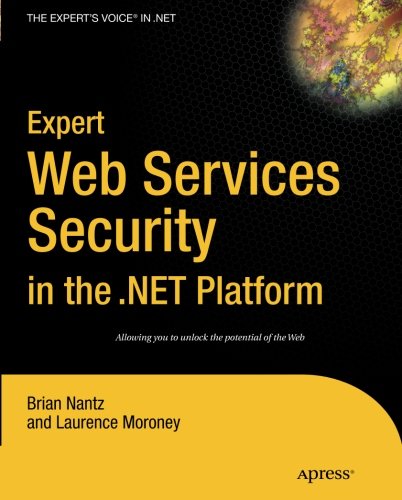 THE EXPERT'S VOICE® IN .NET
Expert
Web Services
Security
in the .NET Platform
Allowing you to unlock the potential of the Web
Brian Nantz
and Laurence Moroney
Apress®